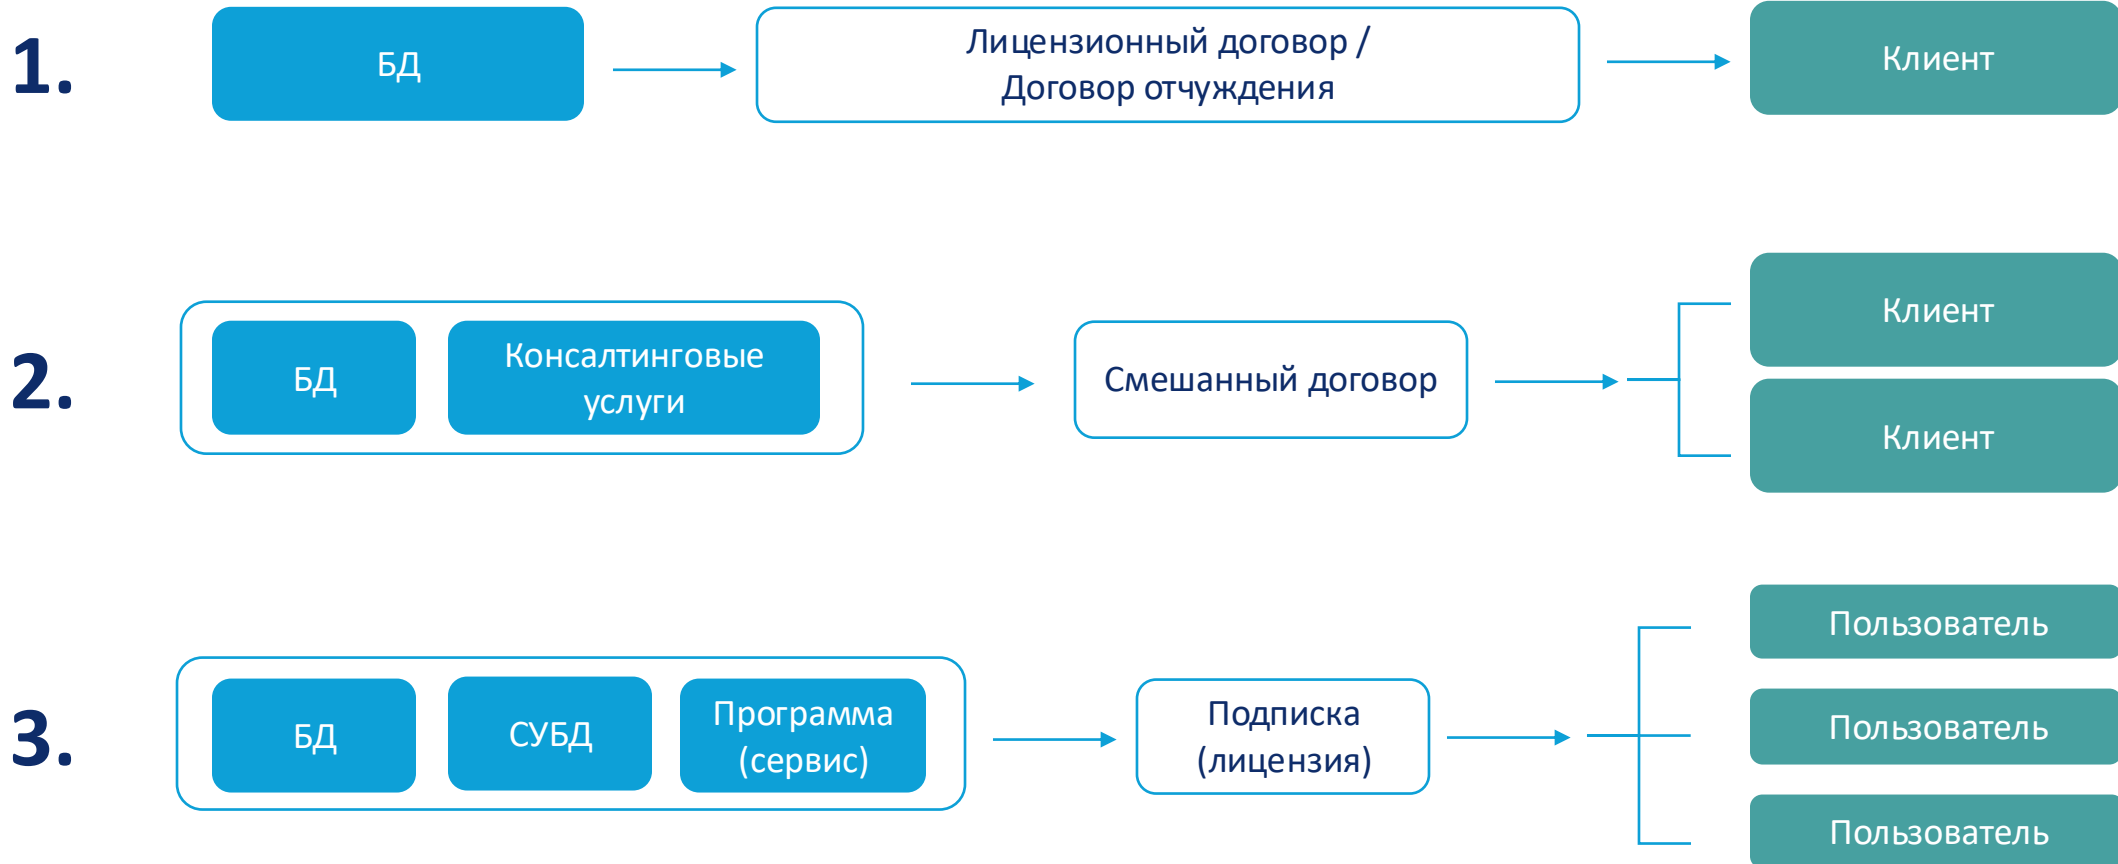 1.
БД
Лицензионный договор /
Договор отчуждения
Клиент
2.
БД
Консалтинговые
услуги
Смешанный договор
Клиент
Клиент
3.
БД
СУБД
Программа
(сервис)
Подписка
(лицензия)
Пользователь
Пользователь
Пользователь